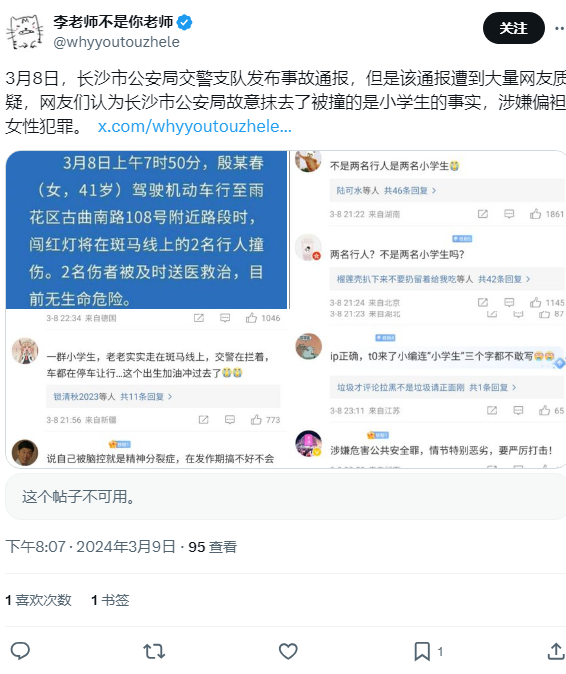 李老师不是你老师
@whyyoutouzhele
关注
3月8日，长沙市公安局交警支队发布事故通报，但是该通报遭到大量网友质
疑，网友们认为长沙市公安局故意抹去了被撞的是小学生的事实，涉嫌偏袒
女性犯罪。 x.com/whyyoutouzhele...
3月8日上午7时50分，殷某春
（女，41岁）驾驶机动车行至雨
花区古曲南路108号附近路段时，
闯红灯将在斑马线上的2名行人撞
伤。2名伤者被及时送医救治，目
前无生命危险。
3-8 22:34 来自德国
1046
一群小学生，老老实实走在斑马线上，交警在拦着，
车都在停车让行...这个出生加油冲过去了😭😭
锁清秋2023等人 共11条回复 >
3-8 21:56 来自新疆
773
说自己被脑控就是精神分裂症，在发作期搞不好不会
不是两名行人是两名小学生😭
陆可水等人 共46条回复 >
3-8 21:22 来自湖南
1861
两名行人？不是两名小学生吗？
榴莲壳扒下来不要扔留着给我吃等人 共42条回复 >
3-8 21:24 来自北京
1145
3-8 21:23 来自湖北
87
ip正确，t0来了小编连"小学生"三个字都不敢写😄😄
垃圾才评论拉黑不是垃圾请正面刚 共1条回复 >
3-8 23:11 来自江苏
65
涉嫌危害公共安全罪，情节特别恶劣，要严厉打击！
这个帖子不可用。
下午8:07 · 2024年3月9日 · 95 查看
1 喜欢次数 1 书签
1